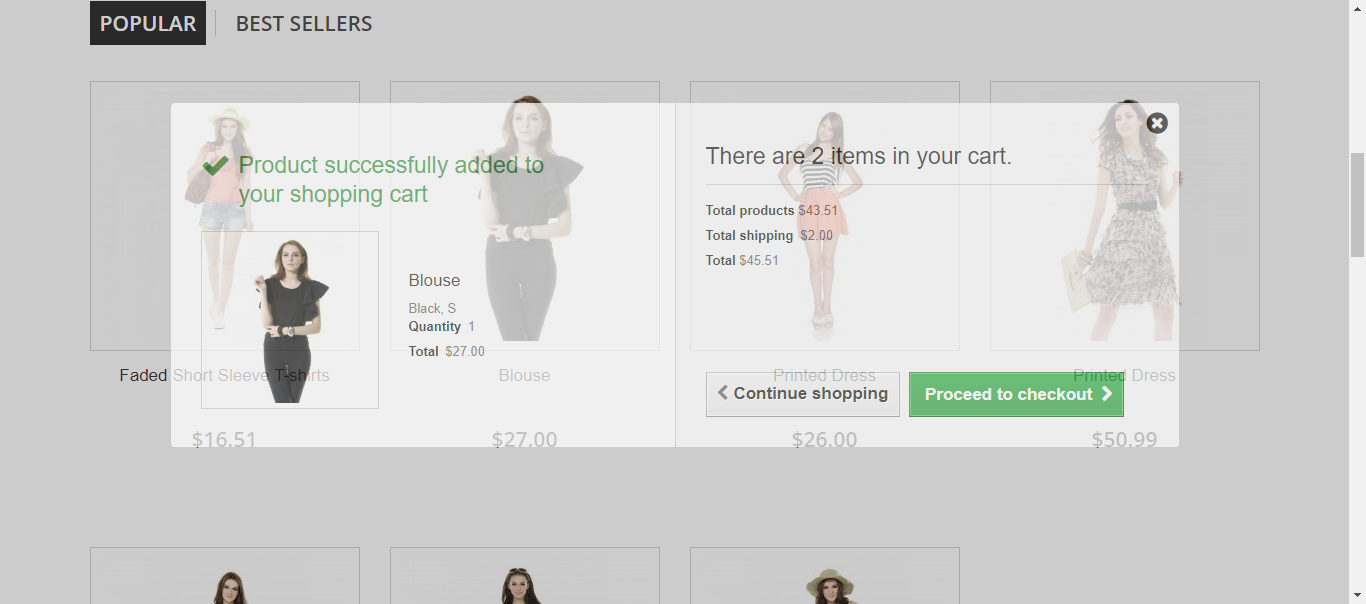 POPULAR
BEST SELLERS
Product successfully added to
your shopping cart
Blouse
Black, S
Quantity 1
Total $27.00
There are 2 items in your cart.
Total products $43.51
Total shipping $2.00
Total $45.51
Continue shopping
Proceed to checkout
Faded Short Sleeve T-shirts
Blouse
Printed Dress
Printed Dress
$16.51
$27.00
$26.00
$50.99